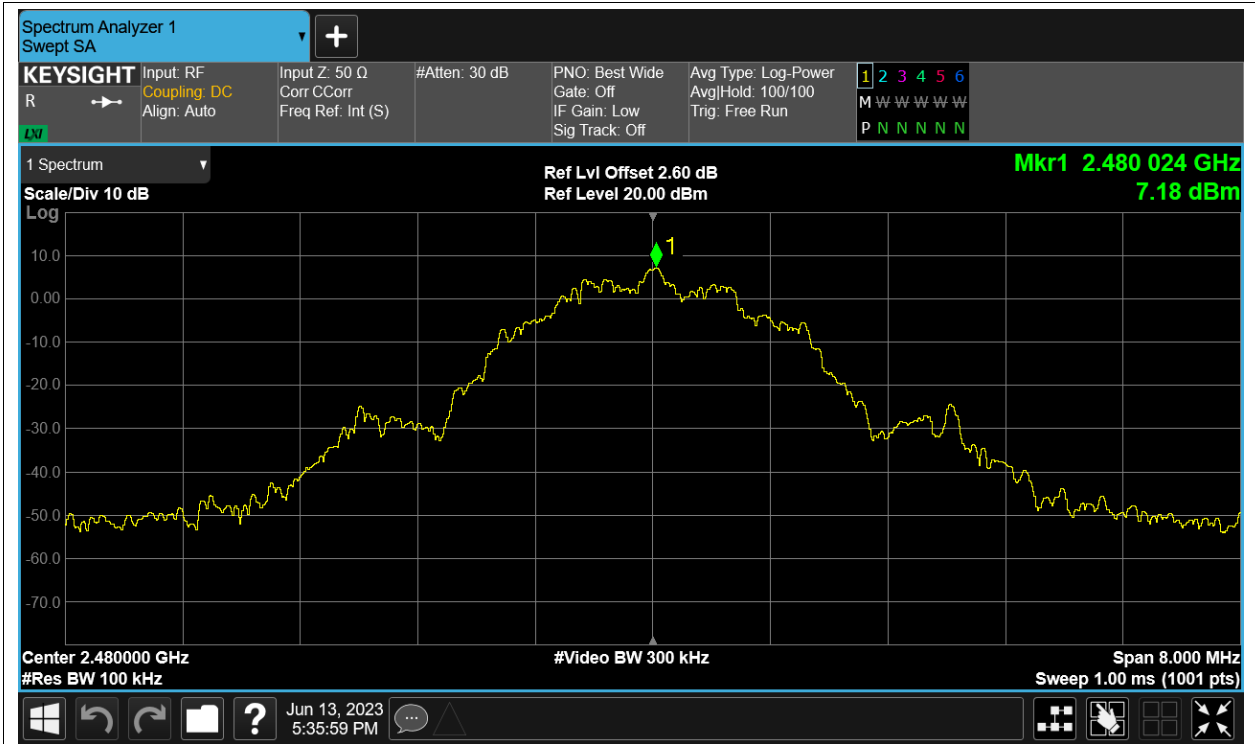 Spectrum Analyzer 1
Swept SA
KEYSIGHT
R
LXI
Input: RF
Coupling: DC
Align: Auto
Input Z: 50 Ω
Corr CCorr
Freq Ref: Int (S)
#Atten: 30 dB
PNO: Best Wide
Gate: Off
IF Gain: Low
Sig Track: Off
Avg Type: Log-Power
Avg|Hold: 100/100
Trig: Free Run
1 2 3 4 5 6
M W W W W W W
P N N N N N
1 Spectrum
Scale/Div 10 dB
Log
Ref Lvl Offset 2.60 dB
Ref Level 20.00 dBm
Mkr1 2.480 024 GHz
7.18 dBm
1
10.0
0.00
-10.0
-20.0
-30.0
-40.0
-50.0
-60.0
-70.0
Center 2.480000 GHz
#Video BW 300 kHz
Span 8.000 MHz
#Res BW 100 kHz
Sweep 1.00 ms (1001 pts)
?
Jun 13, 2023
5:35:59 PM